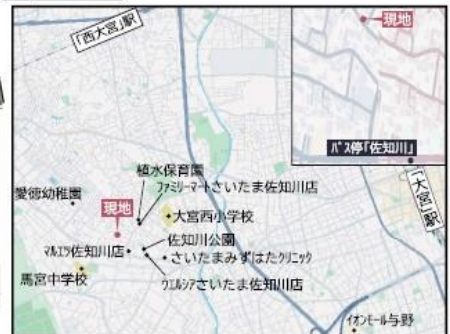 「西大宮」駅
現地
バス停「佐知川」
「大宮」駅
植水保育園
ファミリーマートさいたま佐知川店
愛徳幼稚園
大宮西小学校
現地
佐知川公園
マルエツ佐知川店
さいたまみずはたクリニック
馬宮中学校
ウエルシアさいたま佐知川店
イオンモール与野